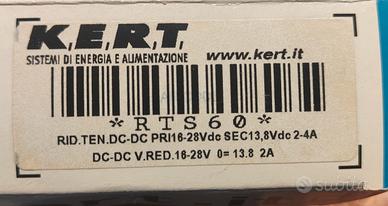 K.E.R.T.
SISTEMI DI ENERGIA E ALIMENTAZIONE
www.kert.it
*RTS60*
RID.TEN.DC-DC PRI16-28Vdc SEC13,8Vdc 2-4A
DC-DC V.RED.16-28V 0= 13.8 2A
subito